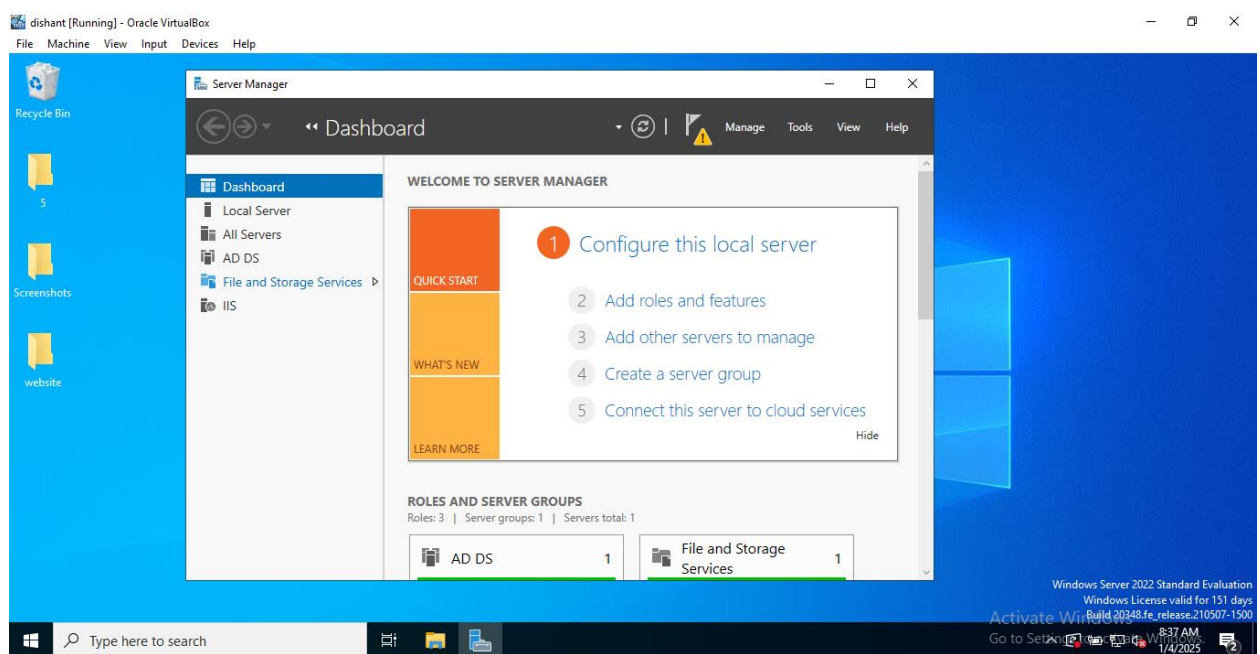 dishant [Running] - Oracle VirtualBox
File Machine View Input Devices Help
Recycle Bin
5
Screenshots
website
Server Manager
Dashboard
Manage Tools View Help
Dashboard
Local Server
All Servers
AD DS
File and Storage Services
IIS
WELCOME TO SERVER MANAGER
QUICK START
WHAT'S NEW
LEARN MORE
1 Configure this local server
2 Add roles and features
3 Add other servers to manage
4 Create a server group
5 Connect this server to cloud services
Hide
ROLES AND SERVER GROUPS
Roles: 3 | Server groups: 1 | Servers total: 1
AD DS 1
File and Storage
Services 1
Windows Server 2022 Standard Evaluation
Windows License valid for 151 days
Build 20348.fe_release.210507-1500
Activate Windows
Go to Settings to activate Windows.
Type here to search
8:37 AM
1/4/2025
2